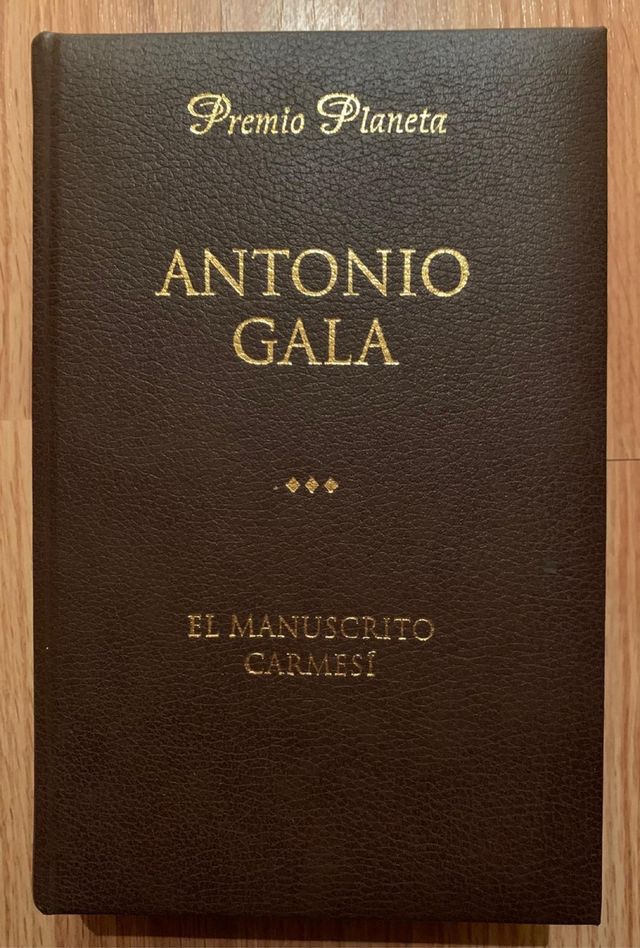 Premio Planeta
ANTONIO
GALA
EL MANUSCRITO
CARMESÍ